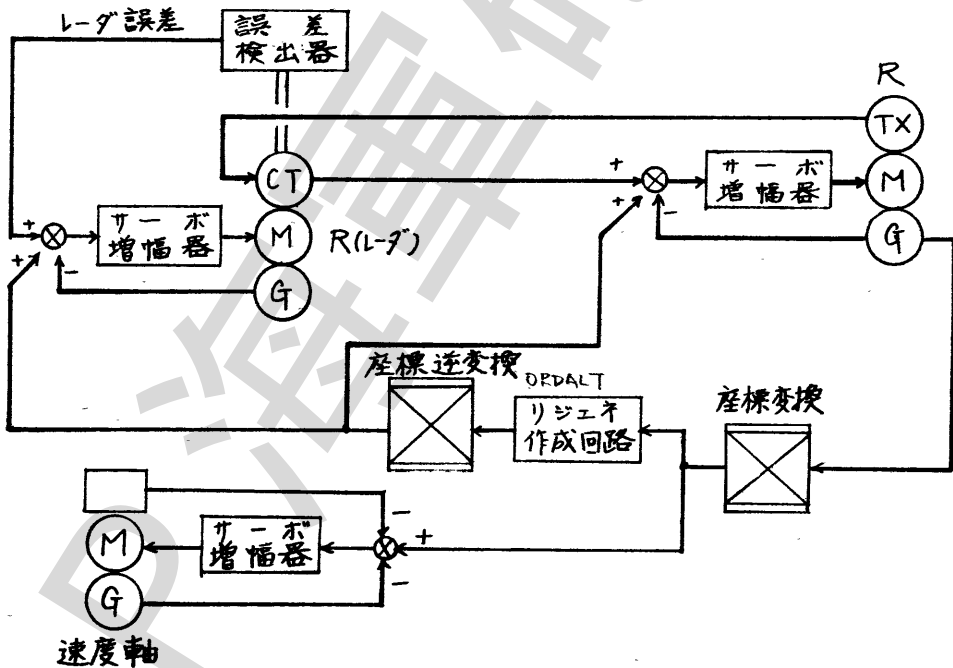 レーダ誤差
誤差
検出器
R
TX
CT
+
+
-
サーボ
増幅器
M
G
+
+
-
サーボ
増幅器
M
R(レーダ)
G
座標逆変換
ORDALT
リジェネ
作成回路
座標変換
-
+
-
サーボ
増幅器
M
G
速度軸